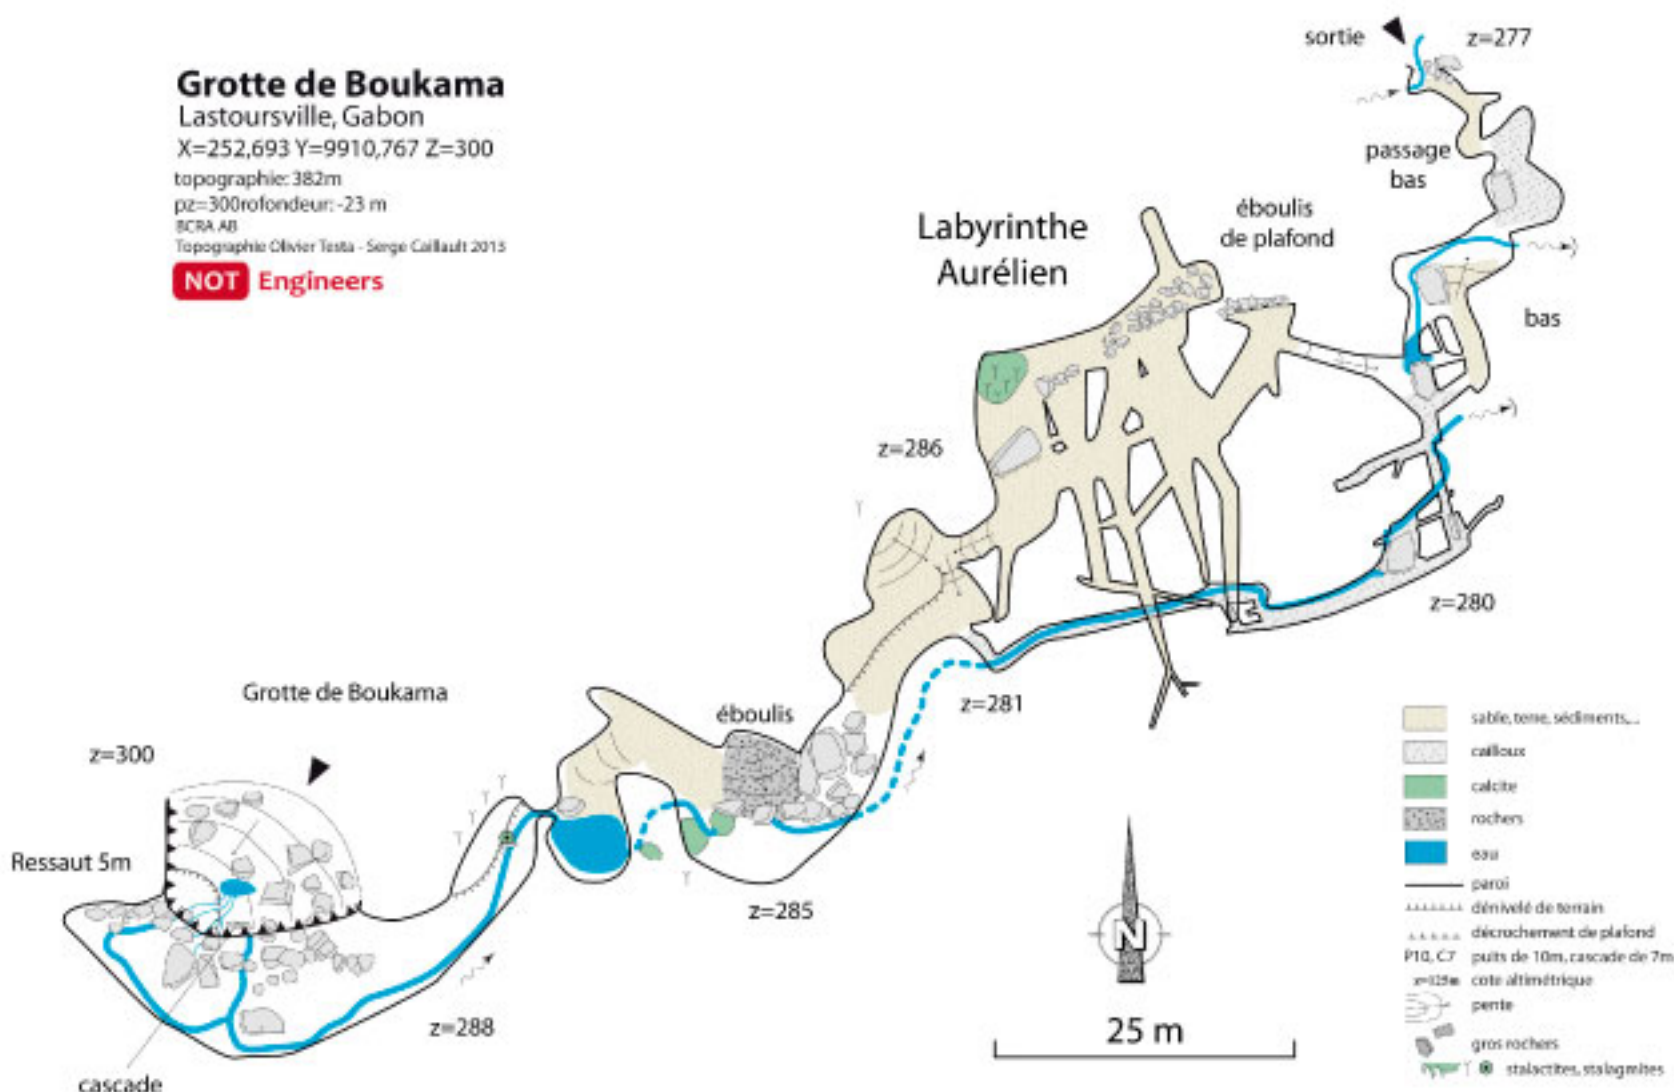 Grotte de Boukama
Lastoursville, Gabon
X=252,693 Y=9910,767 Z=300
topographie: 382m
pz=300rofondeur: -23 m
BCRA AB
Topographie Olivier Testa - Serge Caillault 2013
NOT Engineers
sortie
z=277
passage
bas
éboulis
de plafond
Labyrinthe
Aurélien
bas
z=286
z=280
z=281
Grotte de Boukama
éboulis
z=300
Ressaut 5m
z=285
z=288
cascade
N
25 m
sable, terre, sédiments,...
cailloux
calcite
rochers
eau
paroi
dénivelé de terrain
décrochement de plafond
P10, C7 puits de 10m, cascade de 7m
cote altimétrique
pente
gros rochers
stalactites, stalagmites